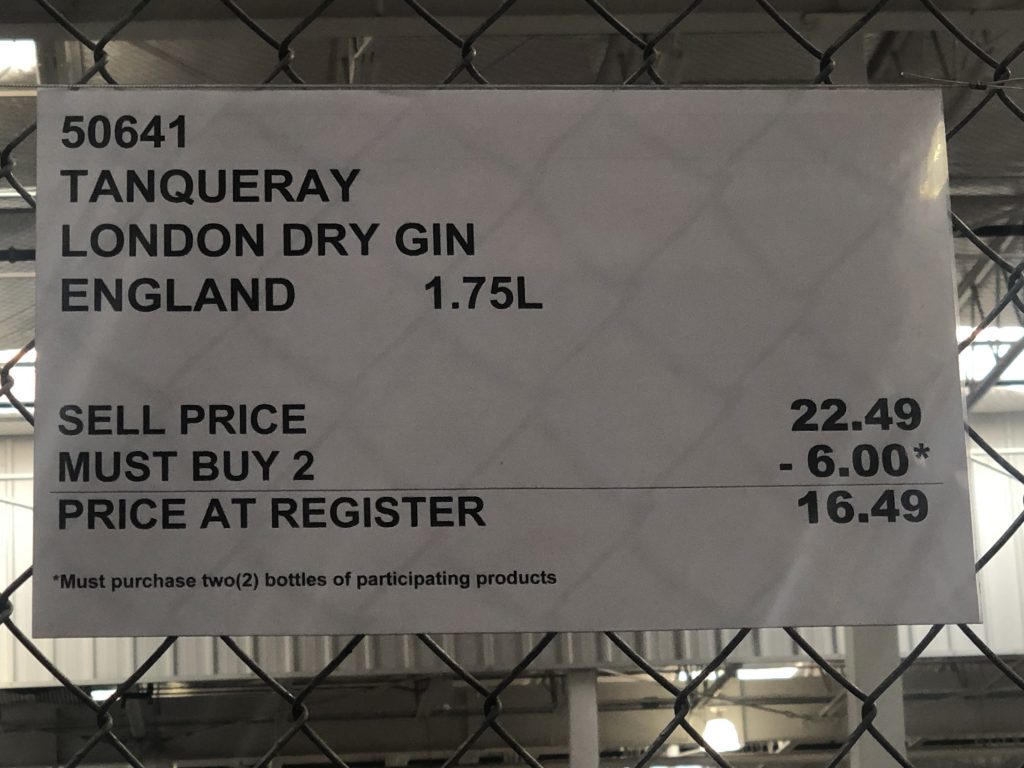 50641
TANQUERAY
LONDON DRY GIN
ENGLAND 1.75L
SELL PRICE 22.49
MUST BUY 2 - 6.00*
PRICE AT REGISTER 16.49
*Must purchase two(2) bottles of participating products